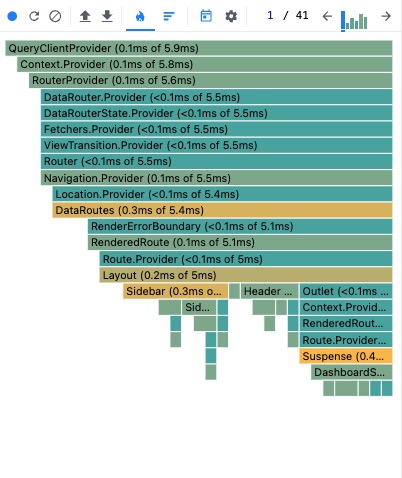 1 / 41
QueryClientProvider (0.1ms of 5.9ms)
Context.Provider (0.1ms of 5.8ms)
RouterProvider (0.1ms of 5.6ms)
DataRouter.Provider (<0.1ms of 5.5ms)
DataRouterState.Provider (<0.1ms of 5.5ms)
Fetchers.Provider (<0.1ms of 5.5ms)
ViewTransition.Provider (<0.1ms of 5.5ms)
Router (<0.1ms of 5.5ms)
Navigation.Provider (0.1ms of 5.5ms)
Location.Provider (<0.1ms of 5.4ms)
DataRoutes (0.3ms of 5.4ms)
RenderErrorBoundary (<0.1ms of 5.1ms)
RenderedRoute (0.1ms of 5.1ms)
Route.Provider (<0.1ms of 5ms)
Layout (0.2ms of 5ms)
Sidebar (0.3ms o... Header ... Outlet (<0.1ms ...
Sid... Context.Provid...
RenderedRout...
Route.Provider...
Suspense (0.4...
DashboardS...